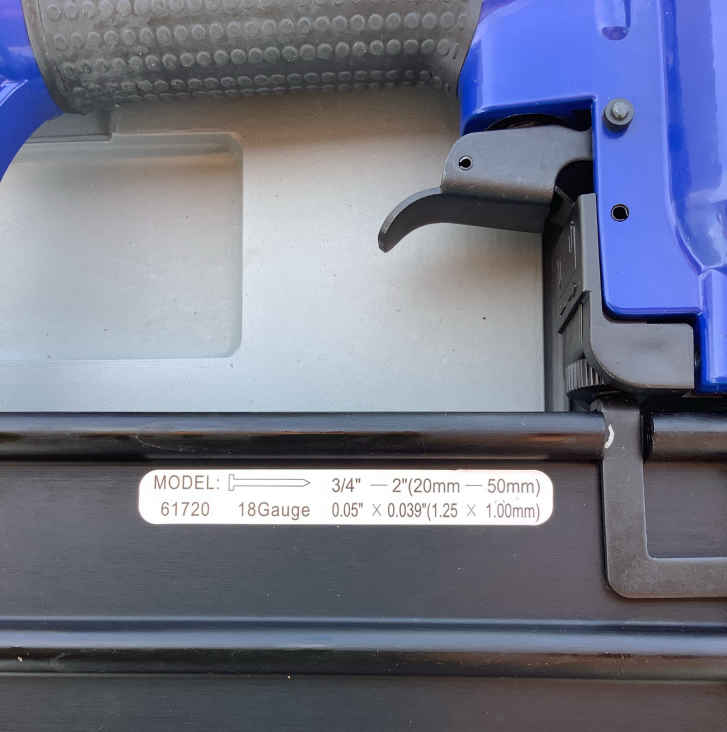 MODEL: 3/4" — 2"(20mm — 50mm)
61720 18Gauge 0.05" X 0.039"(1.25 X 1.00mm)